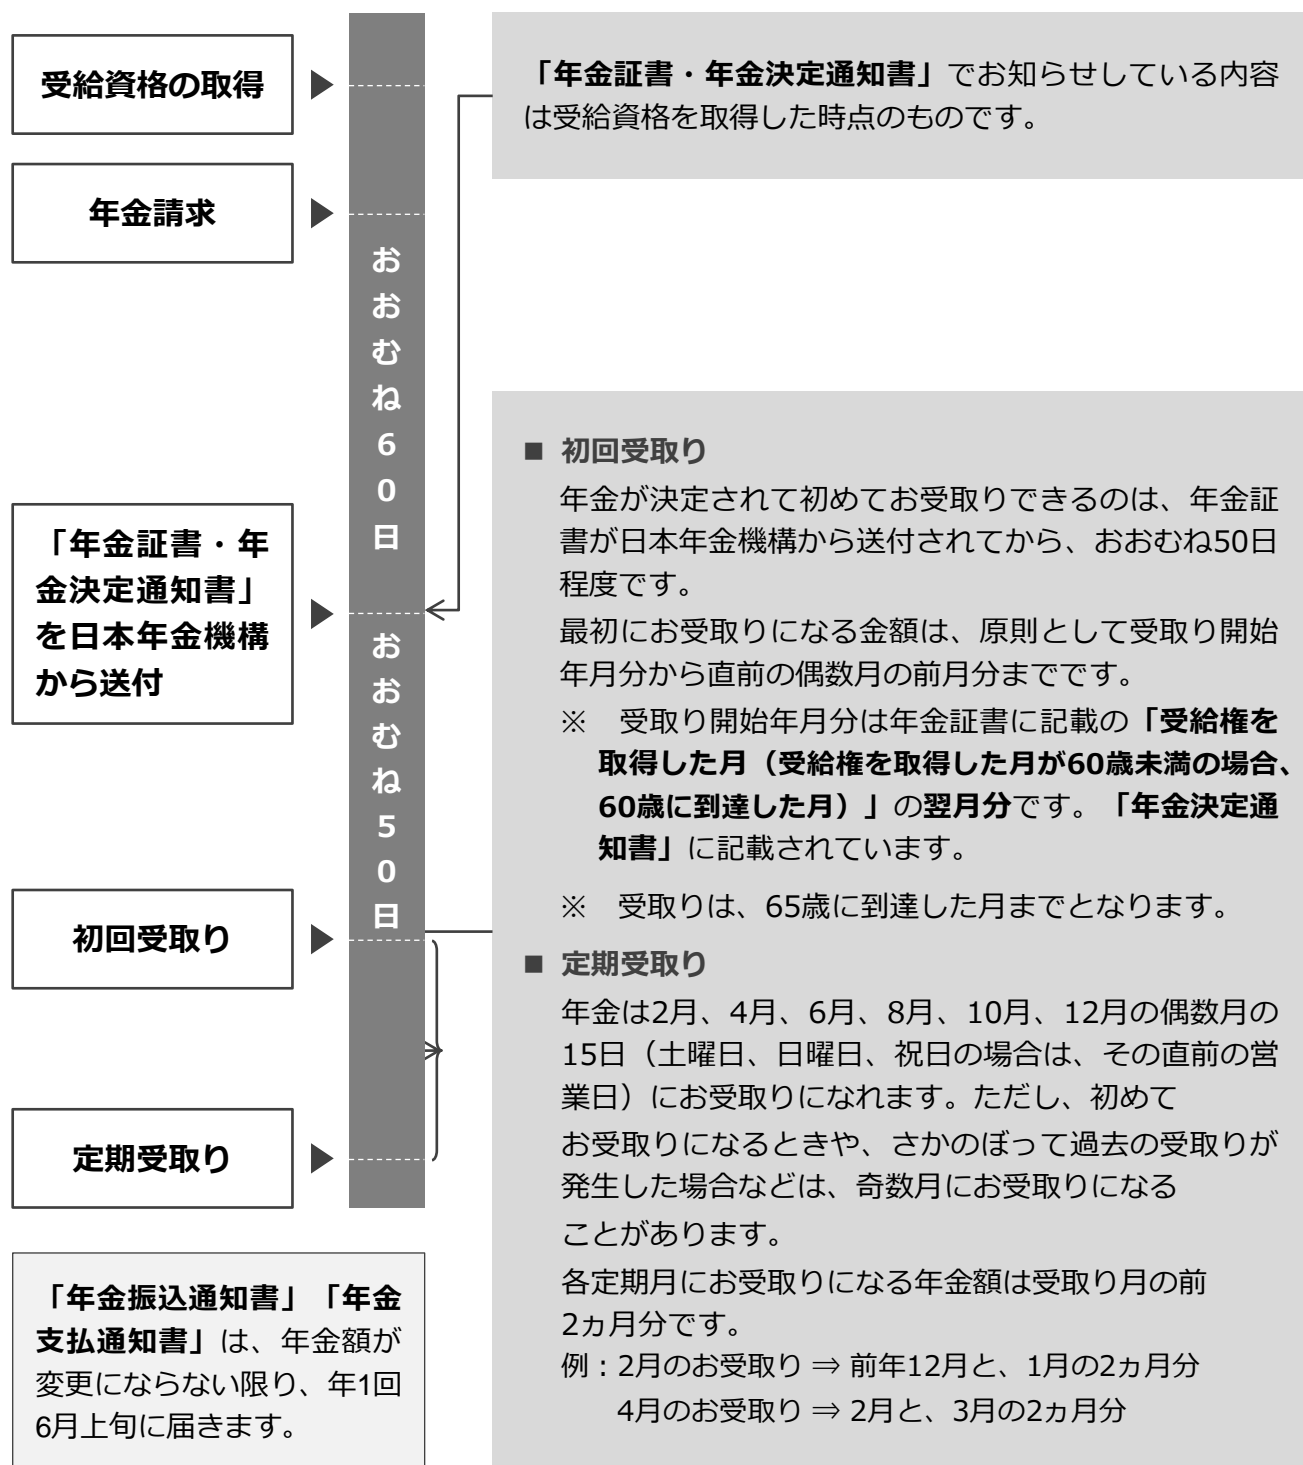 受給資格の取得
「年金証書・年金決定通知書」でお知らせしている内容
は受給資格を取得した時点のものです。
年金請求
おおむね60日
「年金証書・年
金決定通知書」
を日本年金機構
から送付
おおむね50日
初回受取り
定期受取り
■ 初回受取り
年金が決定されて初めてお受取りできるのは、年金証
書が日本年金機構から送付されてから、おおむね50日
程度です。
最初にお受取りになる金額は、原則として受取り開始
年月分から直前の偶数月の前月分までです。
※　受取り開始年月分は年金証書に記載の「受給権を
取得した月（受給権を取得した月が60歳未満の場合、
60歳に到達した月）」の翌月分です。「年金決定通
知書」に記載されています。
※　受取りは、65歳に到達した月までとなります。
■ 定期受取り
年金は2月、4月、6月、8月、10月、12月の偶数月の
15日（土曜日、日曜日、祝日の場合は、その直前の営
業日）にお受取りになれます。ただし、初めて
お受取りになるときや、さかのぼって過去の受取りが
発生した場合などは、奇数月にお受取りになる
ことがあります。
各定期月にお受取りになる年金額は受取り月の前
2ヵ月分です。
例：2月のお受取り ⇒ 前年12月と、1月の2ヵ月分
4月のお受取り ⇒ 2月と、3月の2ヵ月分
「年金振込通知書」「年金
支払通知書」は、年金額が
変更にならない限り、年1回
6月上旬に届きます。